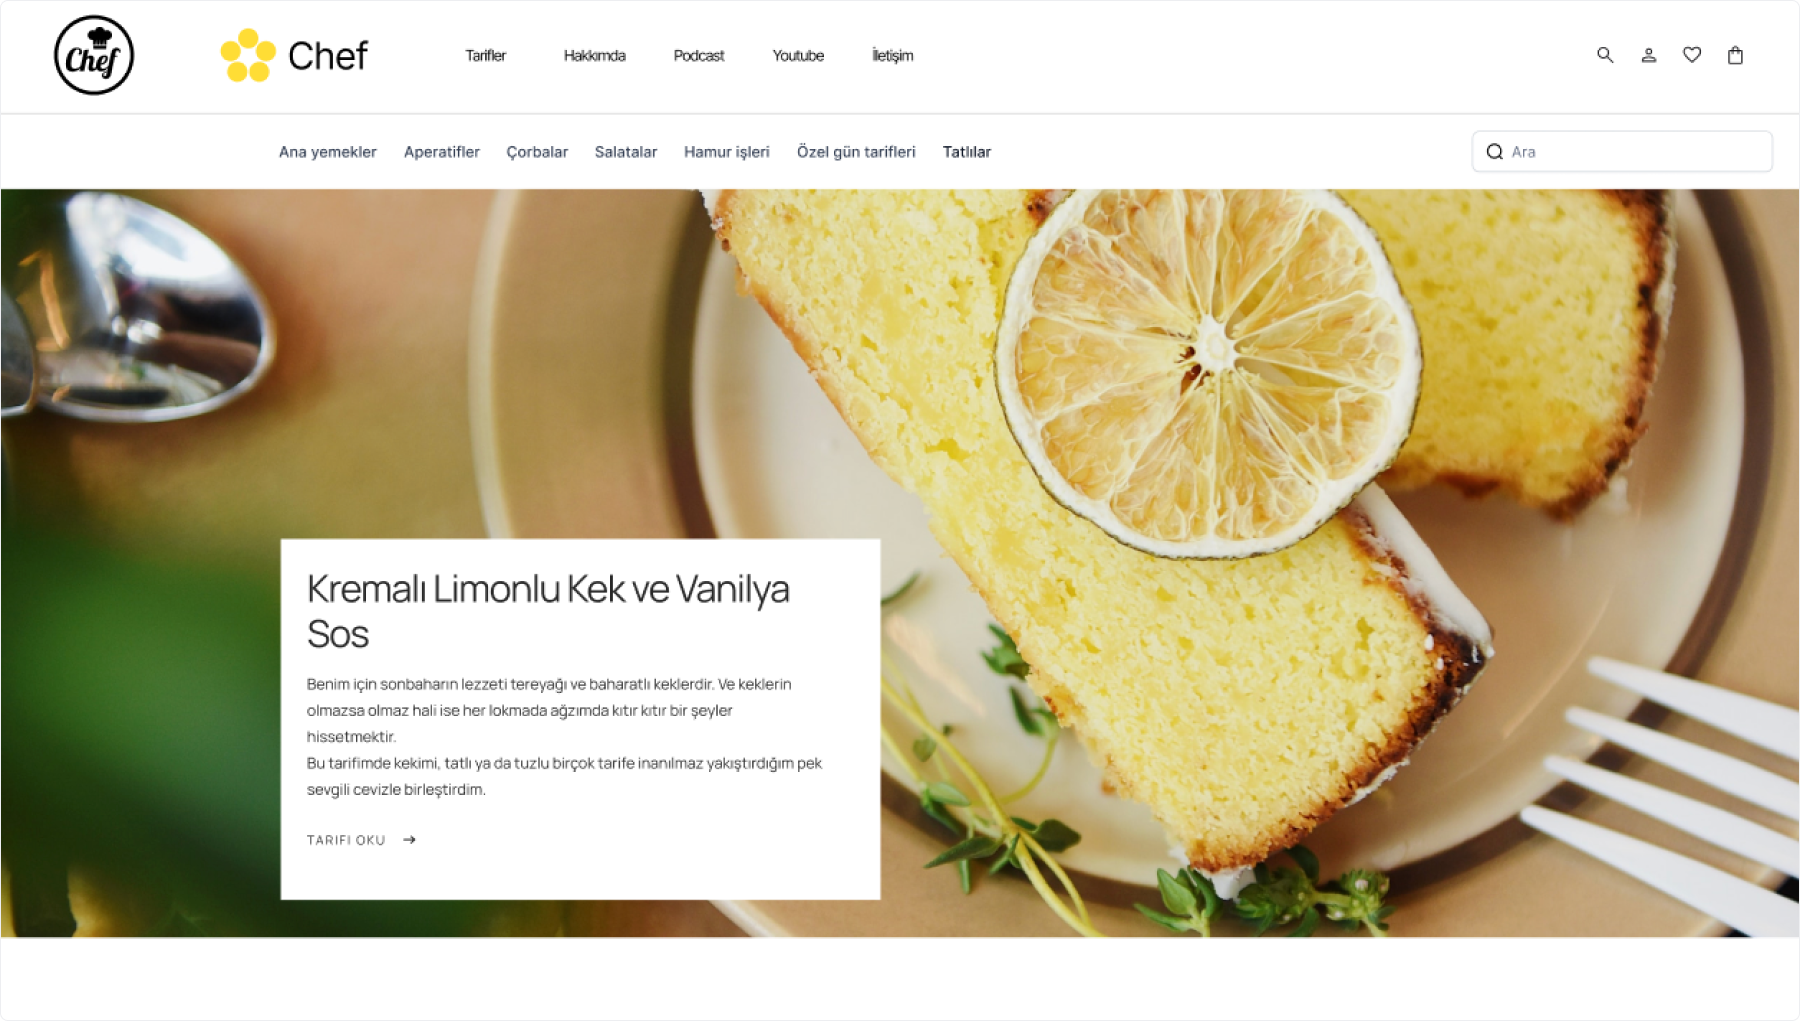 Chef
Chef
Tarifler
Hakkımda
Podcast
Youtube
İletişim
Ana yemekler
Aperatifler
Çorbalar
Salatalar
Hamur işleri
Özel gün tarifleri
Tatlılar
Ara
Kremalı Limonlu Kek ve Vanilya
Sos
Benim için sonbaharın lezzeti tereyağı ve baharatlı keklerdir. Ve keklerin
olmazsa olmaz hali ise her lokmada ağzımda kıtır kıtır bir şeyler
hissetmektir.
Bu tarifimde kekimi, tatlı ya da tuzlu birçok tarife inanılmaz yakıştırdığım pek
sevgili cevizle birleştirdim.
TARIFI OKU →